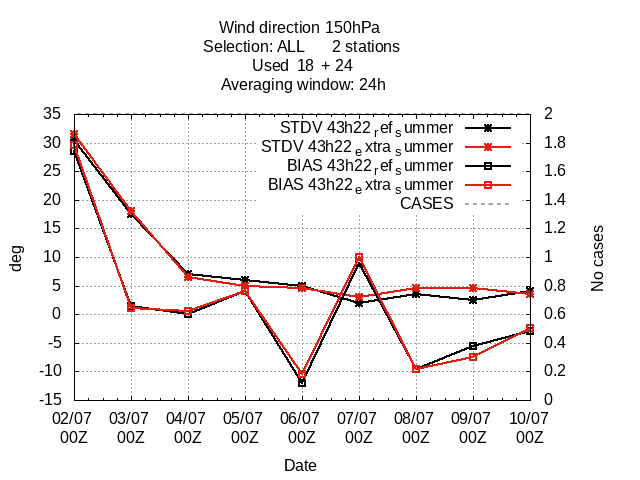 Wind direction 150hPa
Selection: ALL 2 stations
Used 18 + 24
Averaging window: 24h
35 2
30 1.8
25 1.6
20 1.4
15 1.2
10 1
5 0.8
0 0.6
-5 0.4
-10 0.2
-15 0
STDV 43h22refsummer
STDV 43h22extrasummer
BIAS 43h22refsummer
BIAS 43h22extrasummer
CASES
deg
No cases
02/07 03/07 04/07 05/07 06/07 07/07 08/07 09/07 10/07
00Z 00Z 00Z 00Z 00Z 00Z 00Z 00Z 00Z
Date